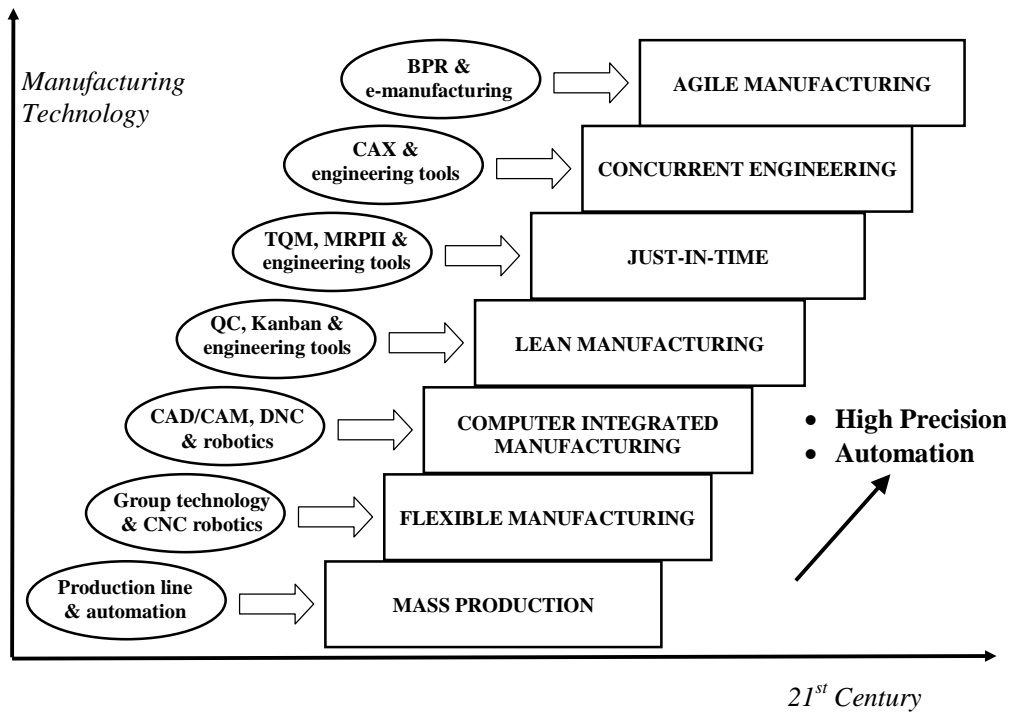 Manufacturing
Technology
BPR &
e-manufacturing
AGILE MANUFACTURING
CAX &
engineering tools
CONCURRENT ENGINEERING
TQM, MRPII &
engineering tools
JUST-IN-TIME
QC, Kanban &
engineering tools
LEAN MANUFACTURING
CAD/CAM, DNC
& robotics
COMPUTER INTEGRATED
MANUFACTURING
• High Precision
• Automation
Group technology
& CNC robotics
FLEXIBLE MANUFACTURING
Production line
& automation
MASS PRODUCTION
21st Century